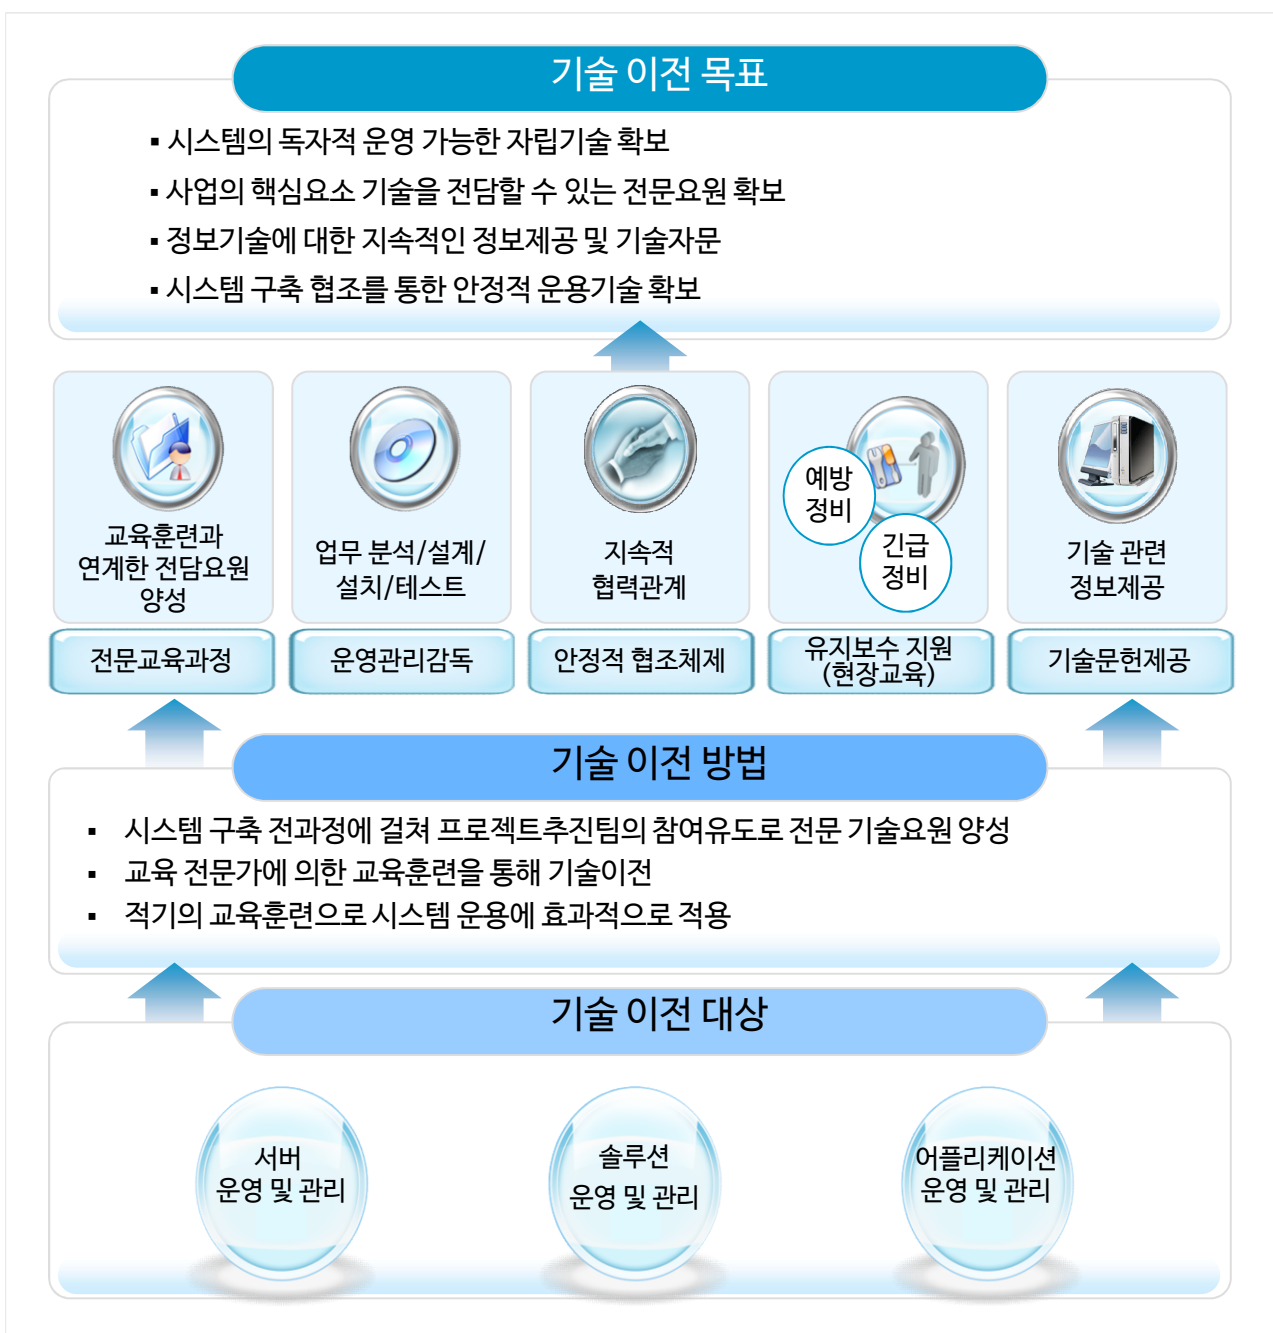 기술 이전 목표
▪ 시스템의 독자적 운영 가능한 자립기술 확보
▪ 사업의 핵심요소 기술을 전담할 수 있는 전문요원 확보
▪ 정보기술에 대한 지속적인 정보제공 및 기술자문
▪ 시스템 구축 협조를 통한 안정적 운용기술 확보
교육훈련과
연계한 전담요원
양성
업무 분석/설계/
설치/테스트
지속적
협력관계
예방
정비
긴급
정비
기술 관련
정보제공
전문교육과정
운영관리감독
안정적 협조체제
유지보수 지원
(현장교육)
기술문헌제공
기술 이전 방법
▪ 시스템 구축 전과정에 걸쳐 프로젝트추진팀의 참여유도로 전문 기술요원 양성
▪ 교육 전문가에 의한 교육훈련을 통해 기술이전
▪ 적기의 교육훈련으로 시스템 운용에 효과적으로 적용
기술 이전 대상
서버
운영 및 관리
솔루션
운영 및 관리
어플리케이션
운영 및 관리